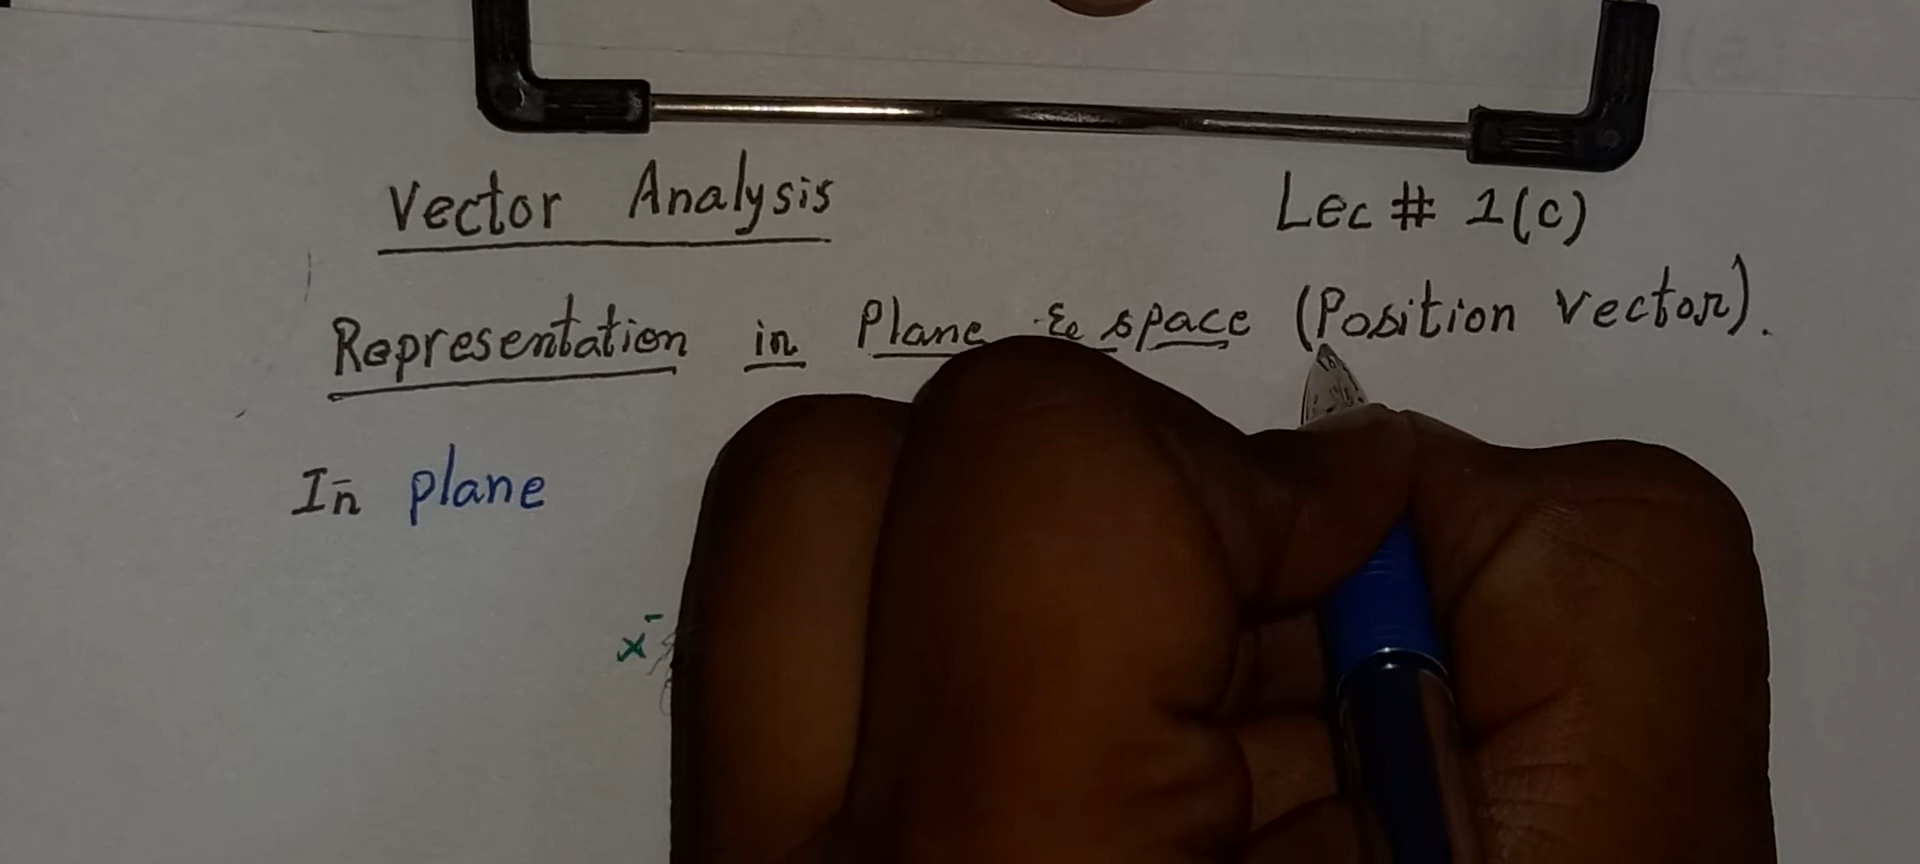 Vector Analysis Lec # 1(c)
Representation in Plane & space (Position vector).
In plane
x⁻